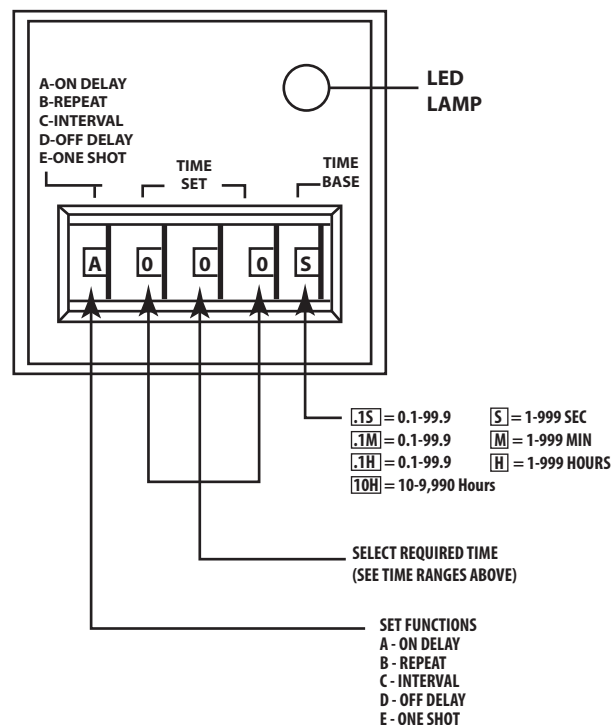 A-ON DELAY
B-REPEAT
C-INTERVAL
D-OFF DELAY
E-ONE SHOT
LED
LAMP
TIME
SET
TIME
BASE
A 0 0 0 S
.1S = 0.1-99.9 S = 1-999 SEC
.1M = 0.1-99.9 M = 1-999 MIN
.1H = 0.1-99.9 H = 1-999 HOURS
10H = 10-9,990 Hours
SELECT REQUIRED TIME
(SEE TIME RANGES ABOVE)
SET FUNCTIONS
A - ON DELAY
B - REPEAT
C - INTERVAL
D - OFF DELAY
E - ONE SHOT